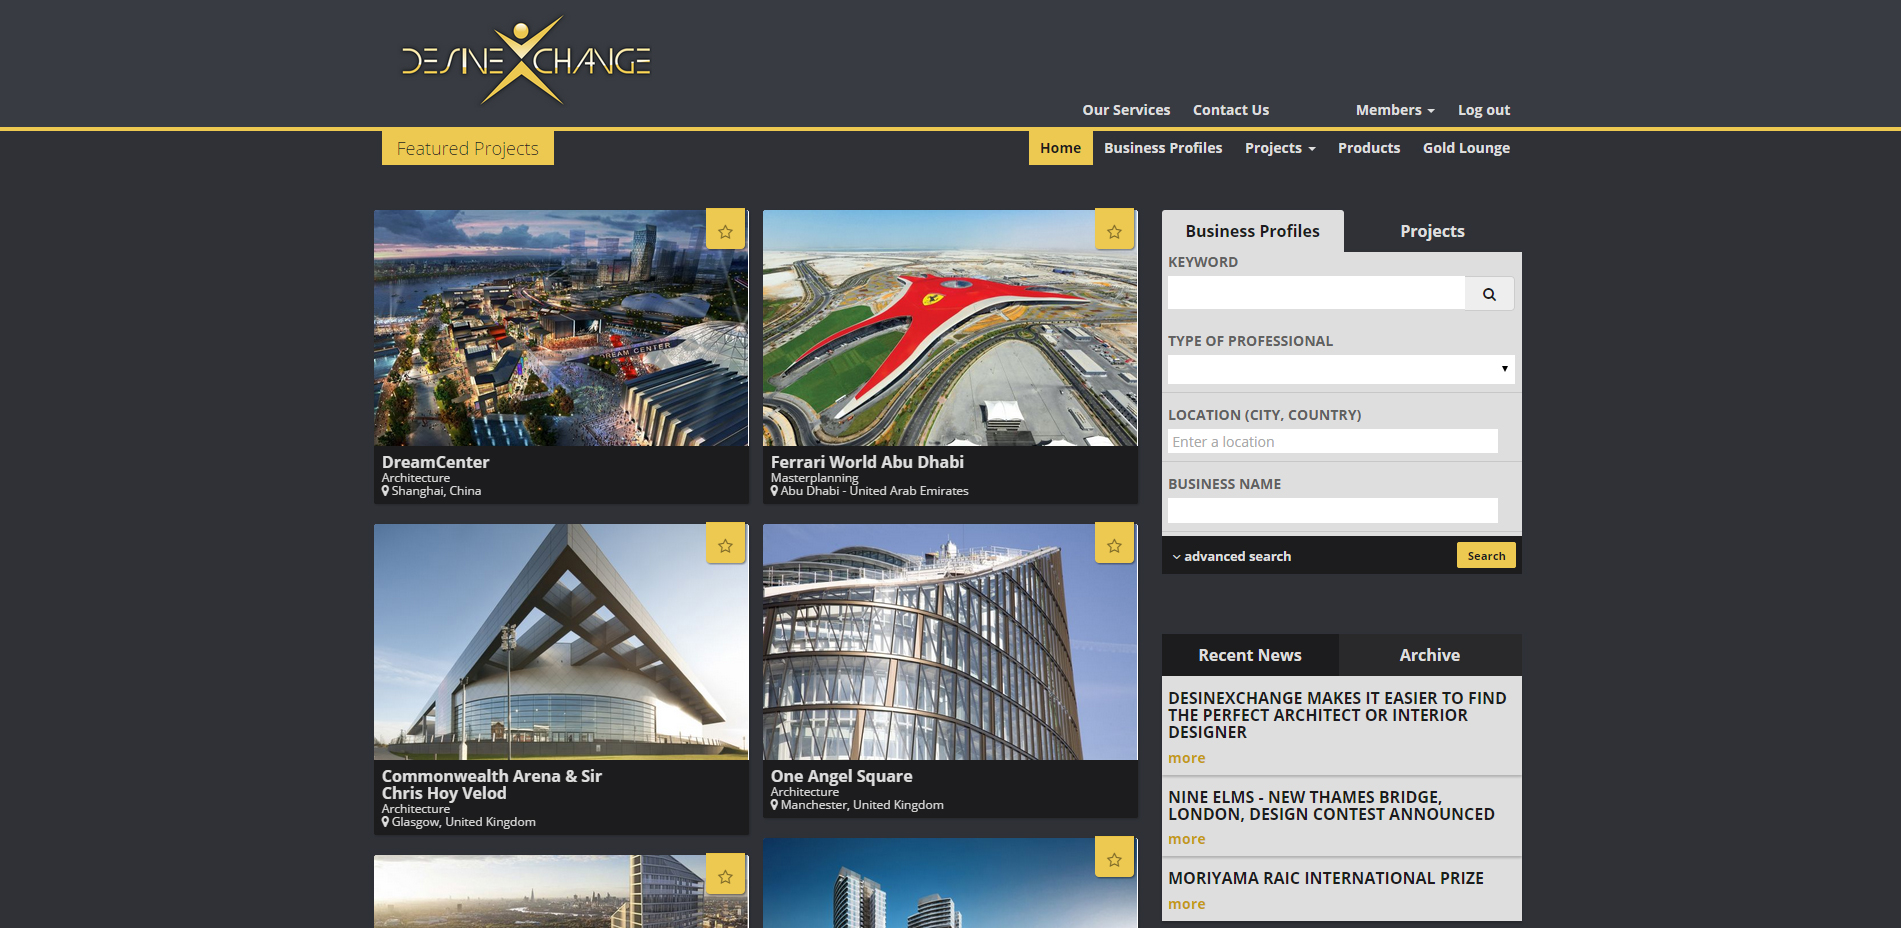 DESINEXCHANGE
Our Services Contact Us Members Log out
Featured Projects
Home Business Profiles Projects Products Gold Lounge
DREAM CENTER
DreamCenter
Architecture
Shanghai, China
Ferrari World Abu Dhabi
Masterplanning
Abu Dhabi - United Arab Emirates
Commonwealth Arena & Sir
Chris Hoy Velod
Architecture
Glasgow, United Kingdom
One Angel Square
Architecture
Manchester, United Kingdom
Business Profiles Projects
KEYWORD
TYPE OF PROFESSIONAL
LOCATION (CITY, COUNTRY)
Enter a location
BUSINESS NAME
advanced search Search
Recent News Archive
DESINEXCHANGE MAKES IT EASIER TO FIND
THE PERFECT ARCHITECT OR INTERIOR
DESIGNER
more
NINE ELMS - NEW THAMES BRIDGE,
LONDON, DESIGN CONTEST ANNOUNCED
more
MORIYAMA RAIC INTERNATIONAL PRIZE
more